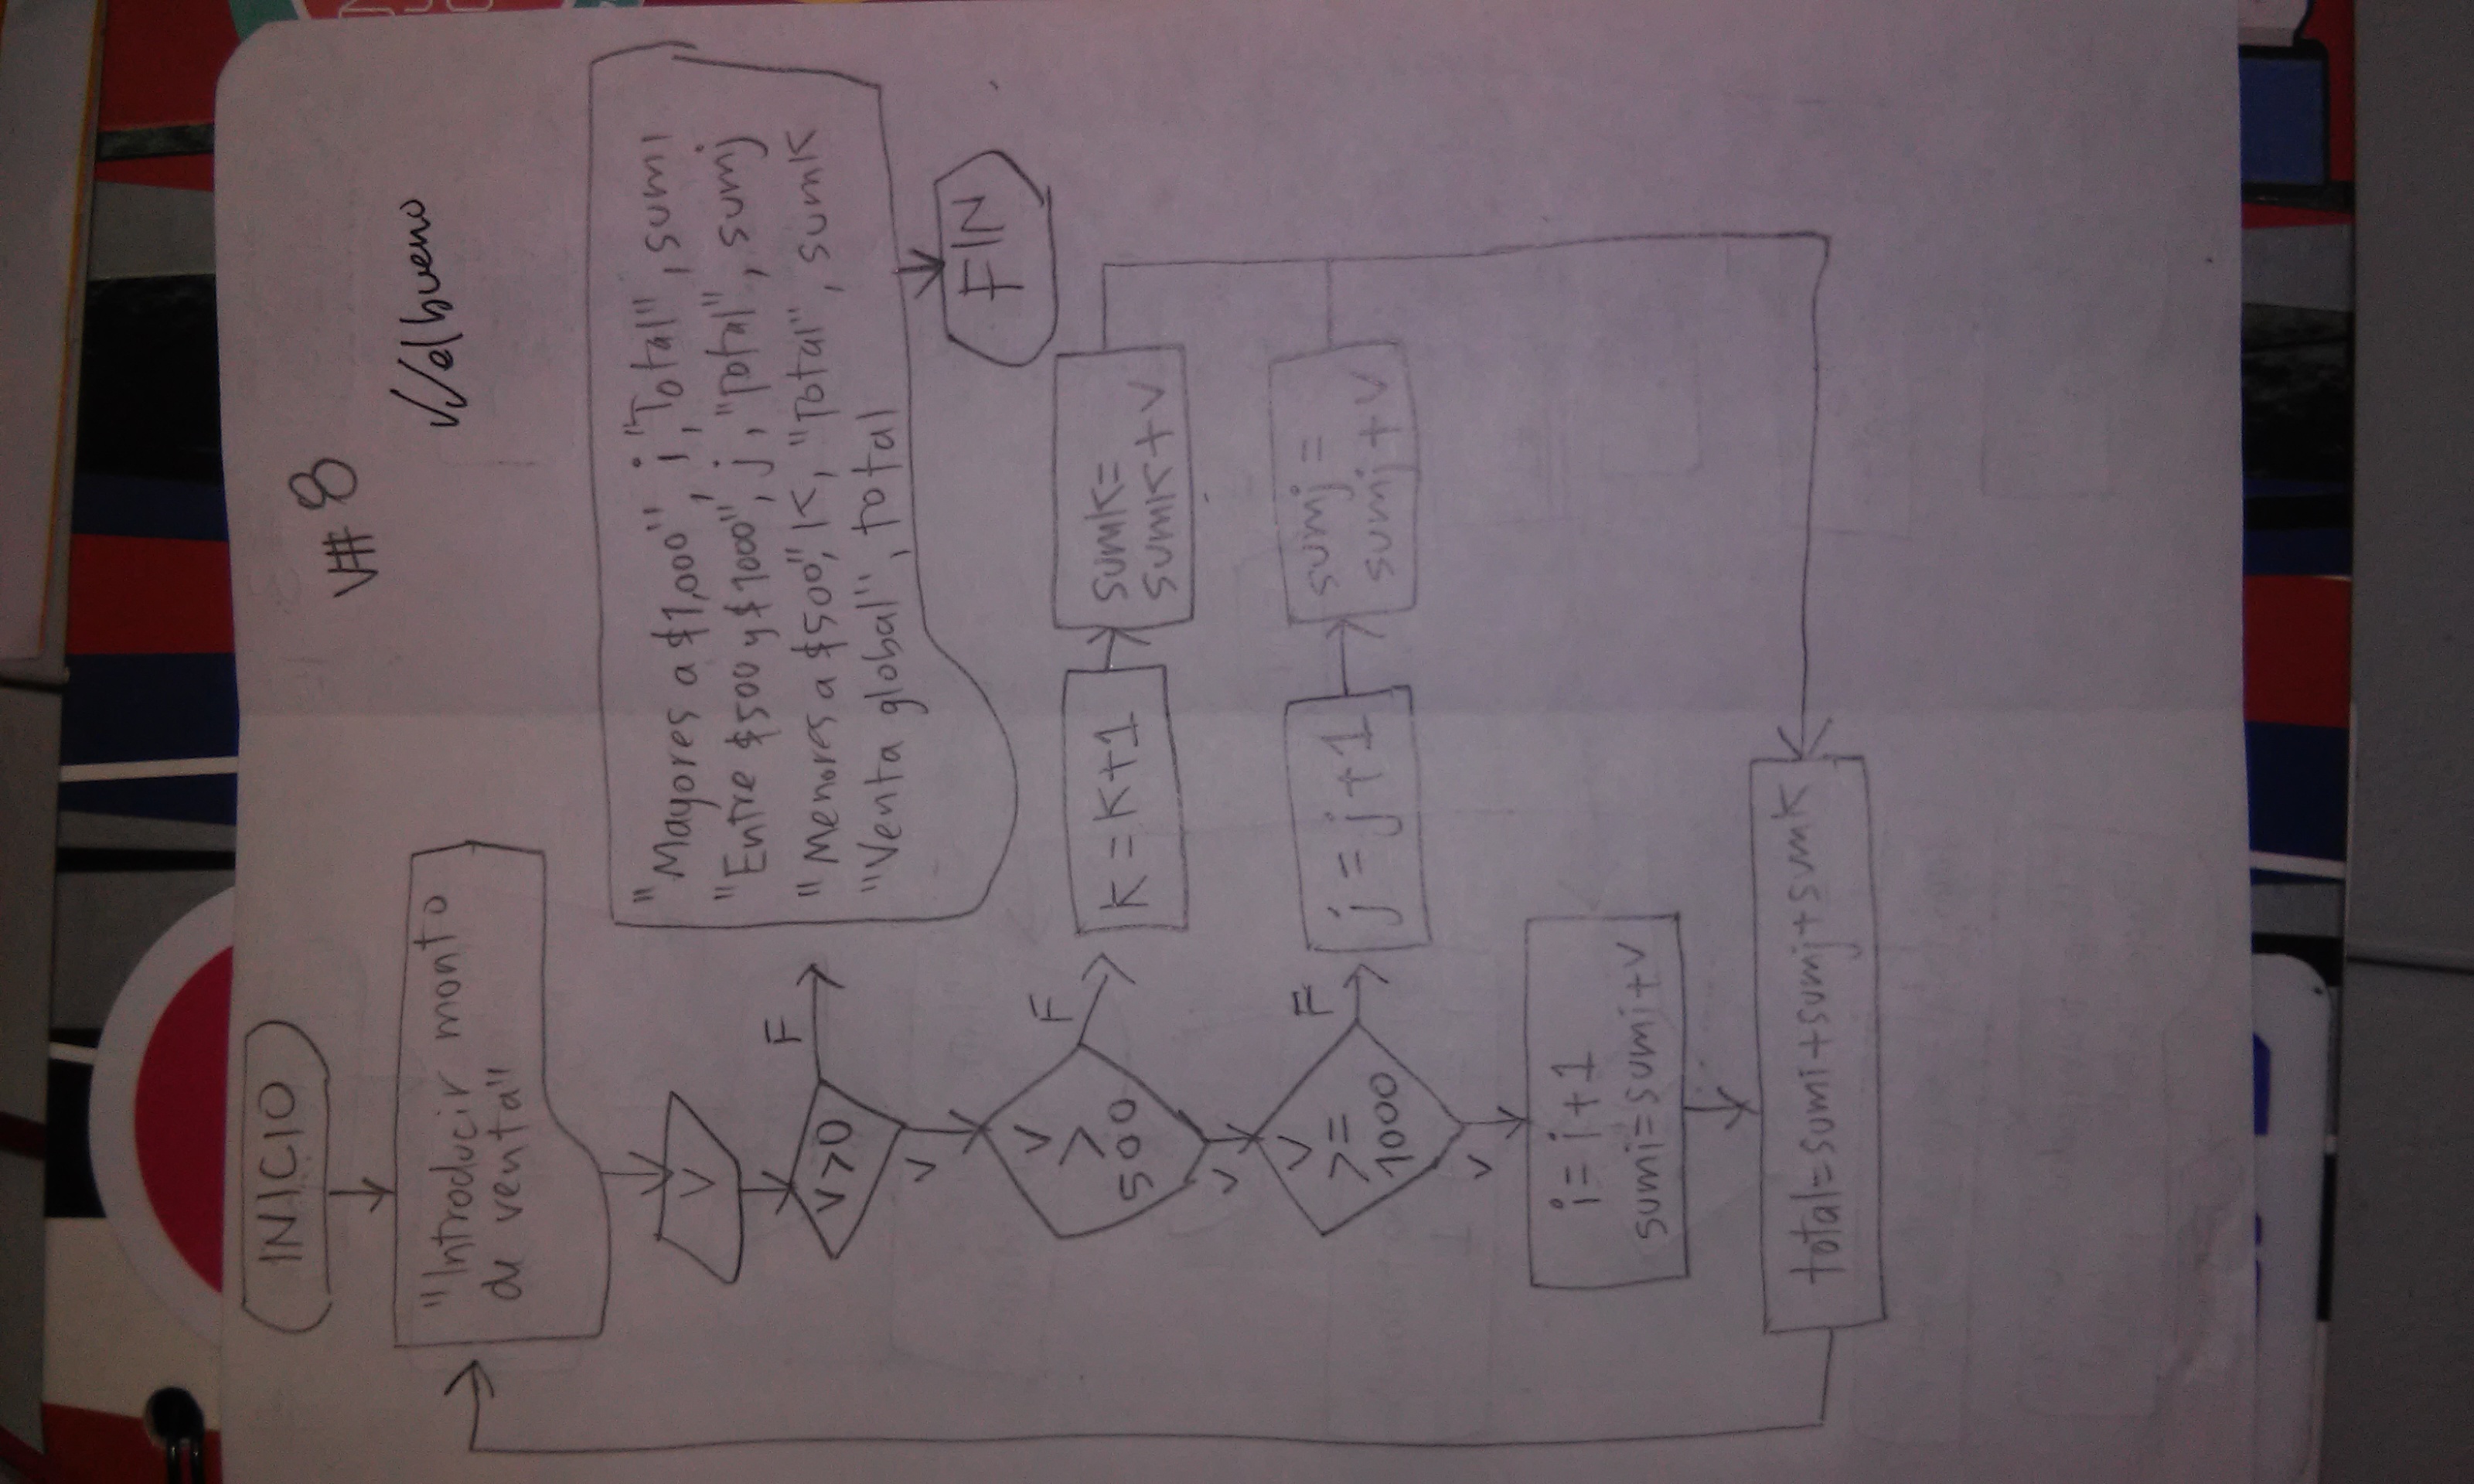 INICIO
V# 8
el bueno
"Introducir monto
de venta"
V
V>0
F
V
"Mayores a $1,000", i, "Total", sumi
"Entre $500 y $1000", j, "Total", sumj
"Menores a $500", K, "Total", sumK
"Venta global", total
FIN
V
>
500
F
V
K=K+1
sumK=
sumK+V
V
>=
1000
F
V
j=j+1
sumj=
sumj+V
i=i+1
sumi=sumi+V
total=sumi+sumj+sumK